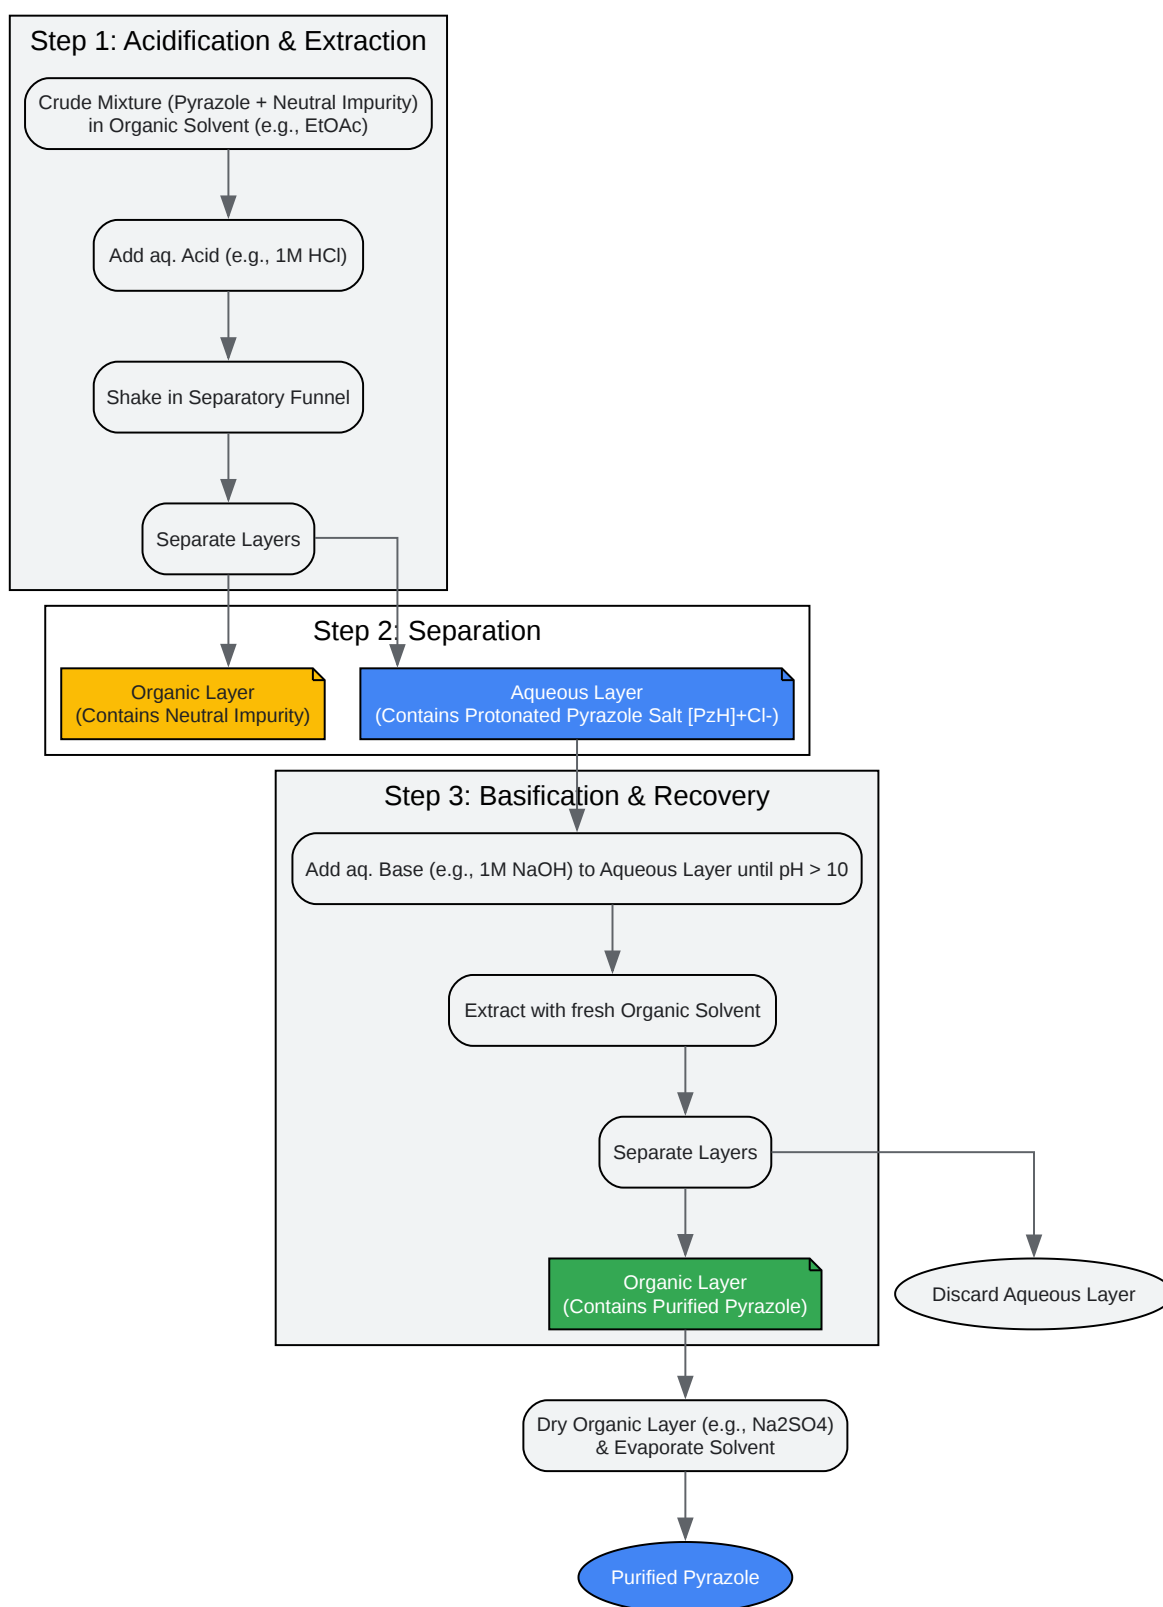 Step 1: Acidification & Extraction
Crude Mixture (Pyrazole + Neutral Impurity)
in Organic Solvent (e.g., EtOAc)
Add aq. Acid (e.g., 1M HCl)
Shake in Separatory Funnel
Separate Layers
Step 2: Separation
Organic Layer
(Contains Neutral Impurity)
Aqueous Layer
(Contains Protonated Pyrazole Salt [PzH]+Cl-)
Step 3: Basification & Recovery
Add aq. Base (e.g., 1M NaOH) to Aqueous Layer until pH > 10
Extract with fresh Organic Solvent
Separate Layers
Organic Layer
(Contains Purified Pyrazole)
Discard Aqueous Layer
Dry Organic Layer (e.g., Na2SO4)
& Evaporate Solvent
Purified Pyrazole